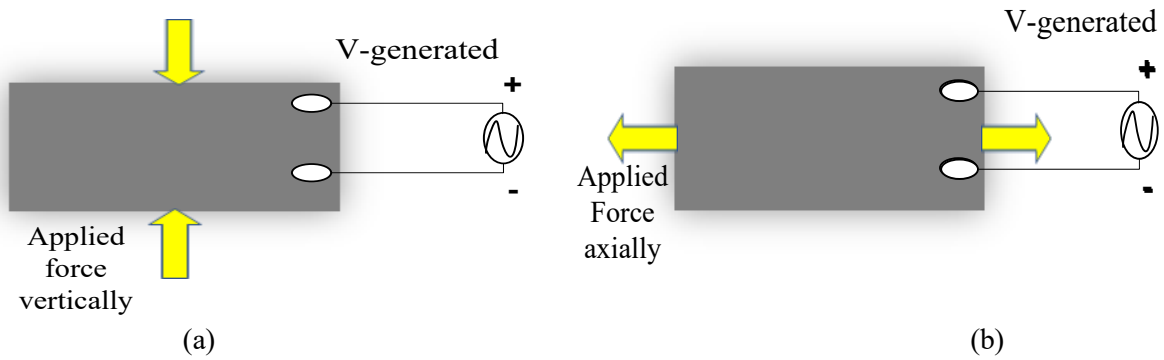 V-generated
+
-
Applied
force
vertically
(a)
V-generated
+
-
Applied
Force
axially
(b)